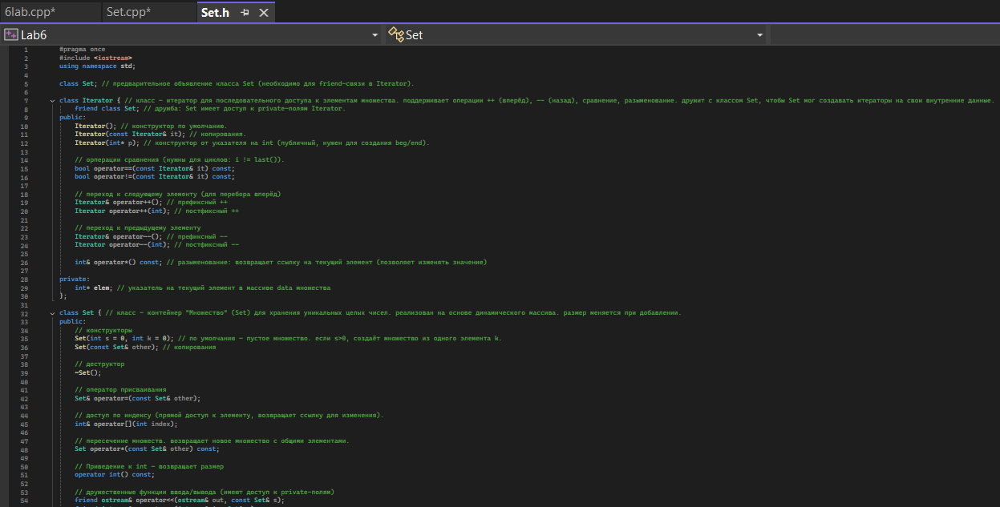 6lab.cpp*
Set.cpp*
Set.h
Lab6
Set
1 #pragma once
2 #include <iostream>
3 using namespace std;
4
5 class Set; // предварительное объявление класса Set (необходимо для friend-связи в Iterator).
6
7 class Iterator { // класс - итератор для последовательного доступа к элементам множества. поддерживает операции ++ (вперёд), -- (назад), сравнение, разыменование. дружит с классом Set, чтобы Set мог создавать итераторы на свои внутренние данные.
8 friend class Set; // дружба: Set имеет доступ к private-полям Iterator.
9 public:
10 Iterator(); // конструктор по умолчанию.
11 Iterator(const Iterator& it); // копирования.
12 Iterator(int* p); // конструктор от указателя на int (публичный, нужен для создания beg/end).
13
14 // орперации сравнения (нужны для циклов: i != last()).
15 bool operator==(const Iterator& it) const;
16 bool operator!=(const Iterator& it) const;
17
18 // переход к следующему элементу (для перебора вперёд)
19 Iterator& operator++(); // префиксный ++
20 Iterator operator++(int); // постфиксный ++
21
22 // переход к предыдущему элементу
23 Iterator& operator--(); // префиксный --
24 Iterator operator--(int); // постфиксный --
25
26 int& operator*() const; // разыменование: возвращает ссылку на текущий элемент (позволяет изменять значение)
27
28 private:
29 int* elem; // указатель на текущий элемент в массиве data множества
30 };
31
32 class Set { // класс - контейнер "Множество" (Set) для хранения уникальных целых чисел. реализован на основе динамического массива. размер меняется при добавлении.
33 public:
34 // конструкторы
35 Set(int s = 0, int k = 0); // по умолчанию - пустое множество. если s>0, создаёт множество из одного элемента k.
36 Set(const Set& other); // копирования
37
38 // деструктор
39 ~Set();
40
41 // оператор присваивания
42 Set& operator=(const Set& other);
43
44 // доступ по индексу (прямой доступ к элементу, возвращает ссылку для изменения).
45 int& operator[](int index);
46
47 // пересечение множеств. возвращает новое множество с общими элементами.
48 Set operator*(const Set& other) const;
49
50 // Приведение к int - возвращает размер
51 operator int() const;
52
53 // дружественные функции ввода/вывода (имеют доступ к private-полям)
54 friend ostream& operator<<(ostream& out, const Set& s);